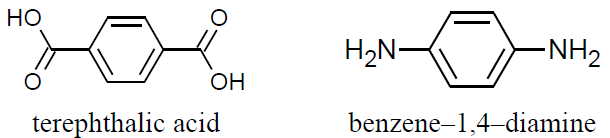 HO
O
O
OH
H2N
NH2
terephthalic acid
benzene–1,4–diamine